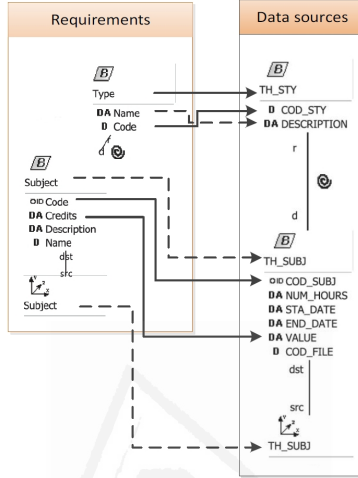 Requirements
B
Type
DA Name
D Code
r
d
B
Subject
OID Code
DA Credits
DA Description
D Name
dst
src
Y
Z
X
Subject
Data sources
B
TH_STY
D COD_STY
DA DESCRIPTION
r
d
B
TH_SUBJ
OID COD_SUBJ
DA NUM_HOURS
DA STA_DATE
DA END_DATE
DA VALUE
D COD_FILE
dst
src
Y
Z
X
TH_SUBJ